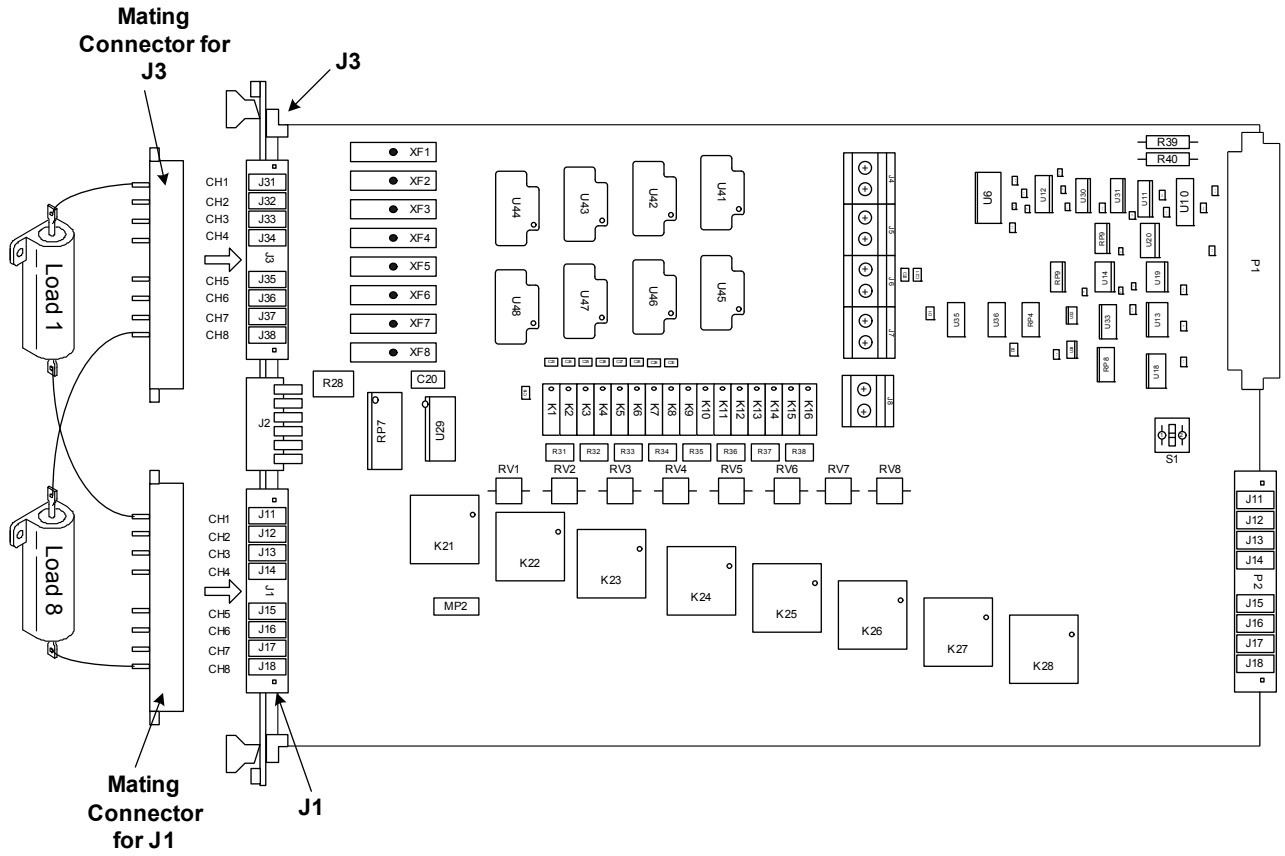 Mating
Connector for
J3
J3
Load 1
CH1
CH2
CH3
CH4
CH5
CH6
CH7
CH8
J31
J32
J33
J34
J3
J35
J36
J37
J38
XF1
XF2
XF3
XF4
XF5
XF6
XF7
XF8
U44
U43
U42
U41
U48
U47
U46
U45
J4
J5
J6
J7
J8
R39
R40
U12
U30
U31
U11
U10
RP9
U20
RP9
U14
U19
U35
U36
RP4
U33
U13
RP8
U18
P1
S1
R28
C20
J2
RP7
U29
K1
K2
K3
K4
K5
K6
K7
K8
K9
K10
K11
K12
K13
K14
K15
K16
R31
R32
R33
R34
R35
R36
R37
R38
RV1
RV2
RV3
RV4
RV5
RV6
RV7
RV8
Load 8
CH1
CH2
CH3
CH4
CH5
CH6
CH7
CH8
J11
J12
J13
J14
J1
J15
J16
J17
J18
K21
K22
K23
K24
K25
K26
K27
K28
MP2
J11
J12
J13
J14
P2
J15
J16
J17
J18
Mating
Connector
for J1
J1